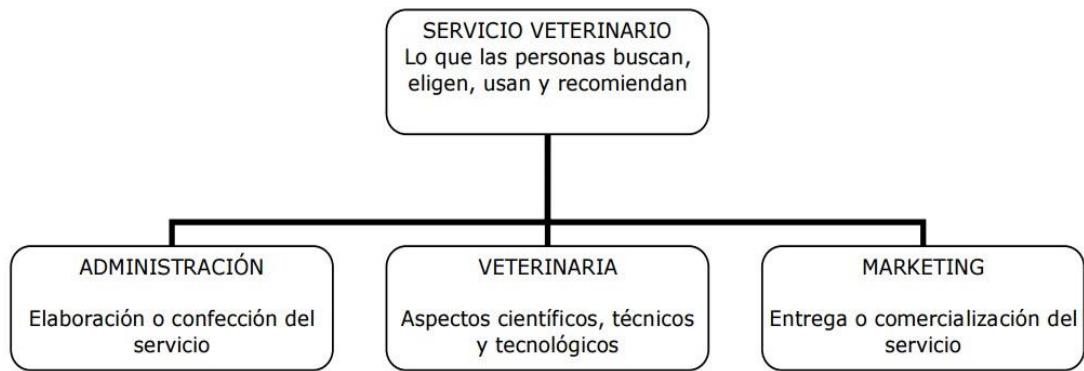 SERVICIO VETERINARIO
Lo que las personas buscan,
eligen, usan y recomiendan
ADMINISTRACIÓN
Elaboración o confección del
servicio
VETERINARIA
Aspectos científicos, técnicos
y tecnológicos
MARKETING
Entrega o comercialización del
servicio